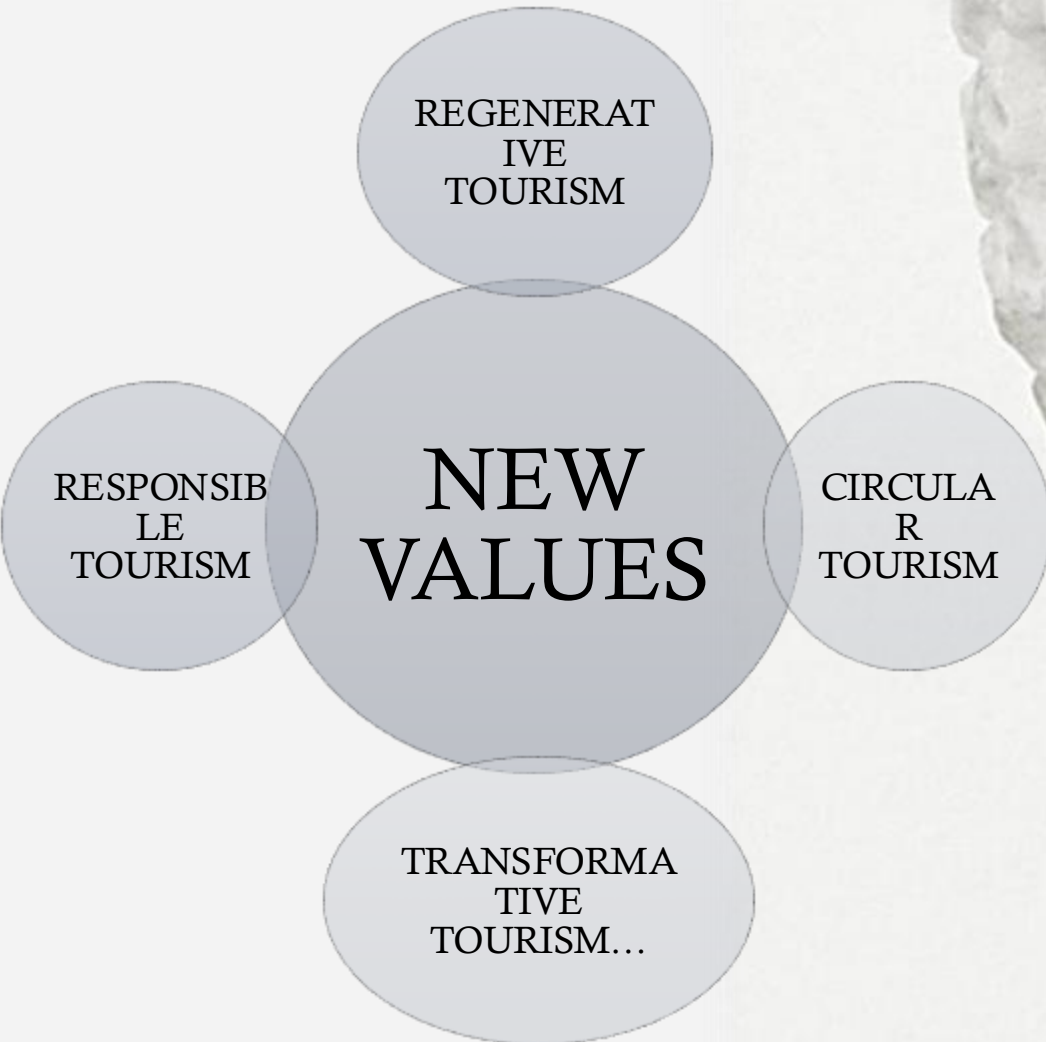 REGENERAT
IVE
TOURISM
RESPONSIB
LE
TOURISM
NEW
VALUES
CIRCULA
R
TOURISM
TRANSFORMA
TIVE
TOURISM…